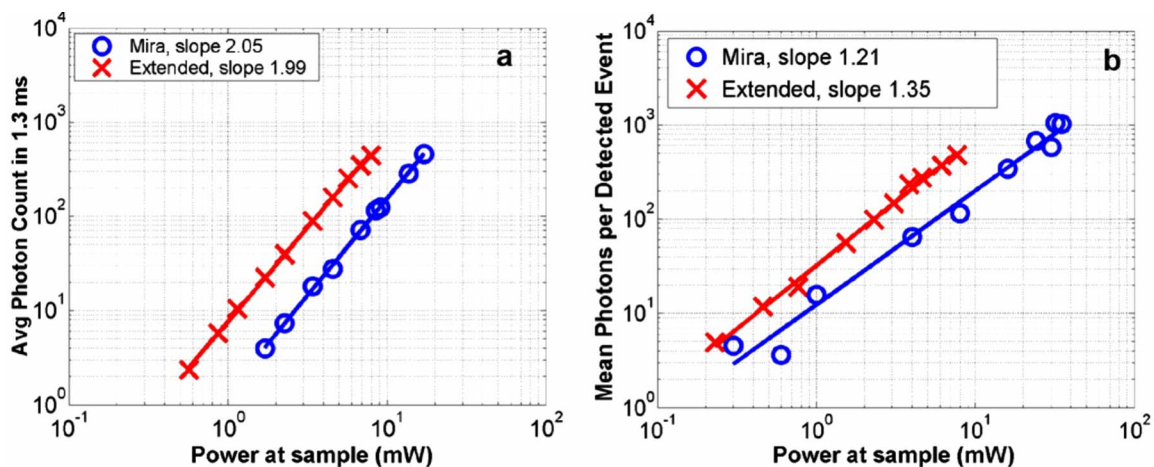 Avg Photon Count in 1.3 ms
10^4
10^3
10^2
10^1
10^0
Mira, slope 2.05
Extended, slope 1.99
a
10^-1
10^0
10^1
10^2
Power at sample (mW)
Mean Photons per Detected Event
10^4
10^3
10^2
10^1
10^0
Mira, slope 1.21
Extended, slope 1.35
b
10^-1
10^0
10^1
10^2
Power at sample (mW)